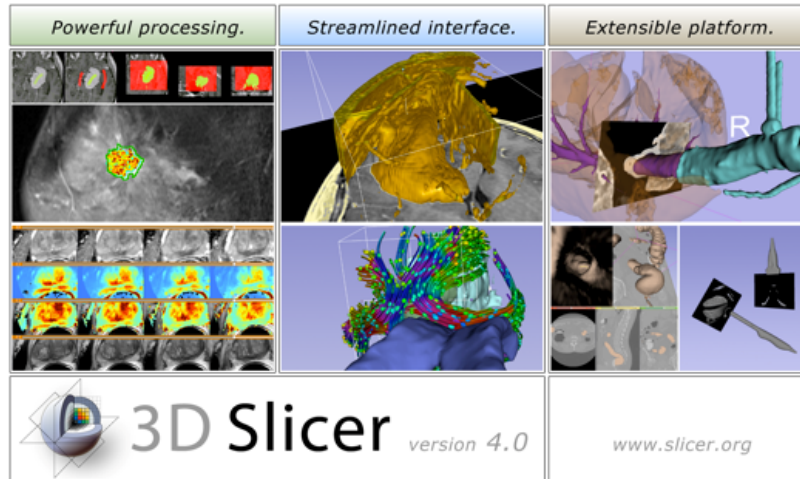 Powerful processing.
Streamlined interface.
Extensible platform.
R
3D Slicer version 4.0
www.slicer.org